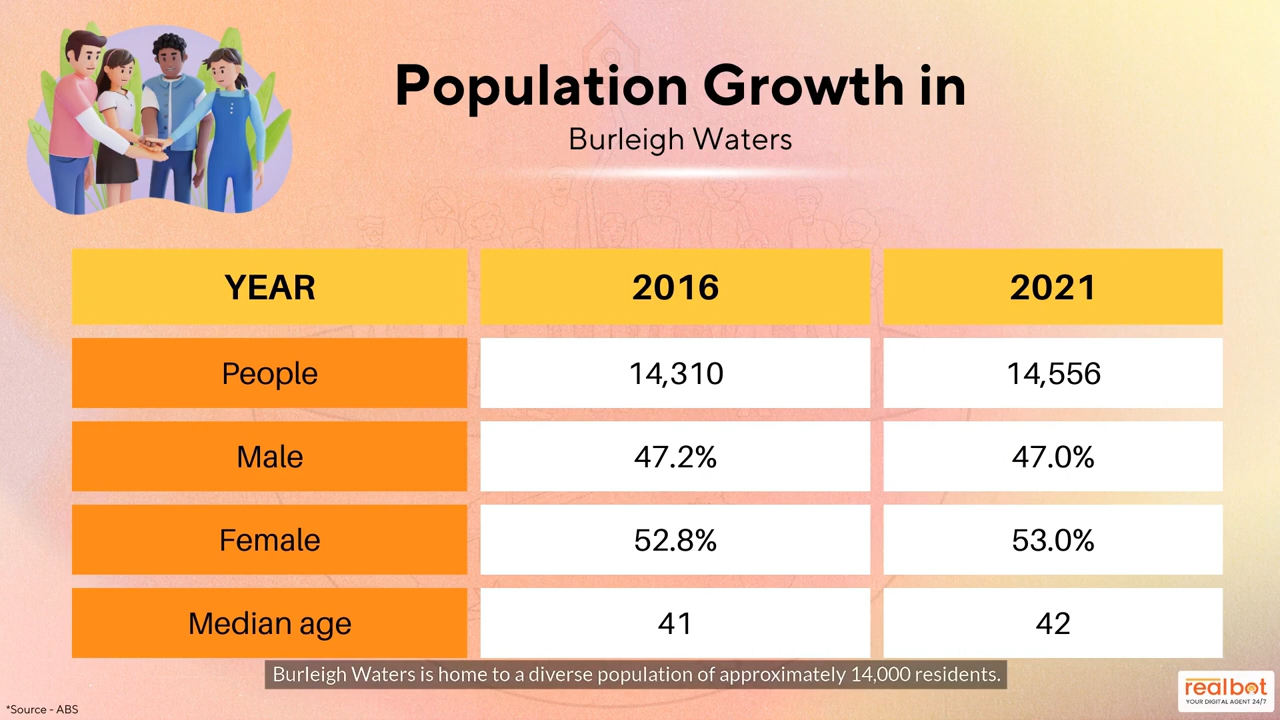 Population Growth in
Burleigh Waters
YEAR 2016 2021
People 14,310 14,556
Male 47.2% 47.0%
Female 52.8% 53.0%
Median age 41 42
Burleigh Waters is home to a diverse population of approximately 14,000 residents.
*Source - ABS
realbot
YOUR DIGITAL AGENT 24/7